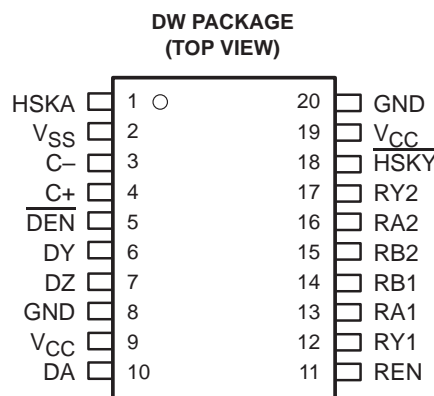 DW PACKAGE
(TOP VIEW)
HSKA 1 20 GND
VSS 2 19 VCC
C– 3 18 HSKY
C+ 4 17 RY2
DEN 5 16 RA2
DY 6 15 RB2
DZ 7 14 RB1
GND 8 13 RA1
VCC 9 12 RY1
DA 10 11 REN